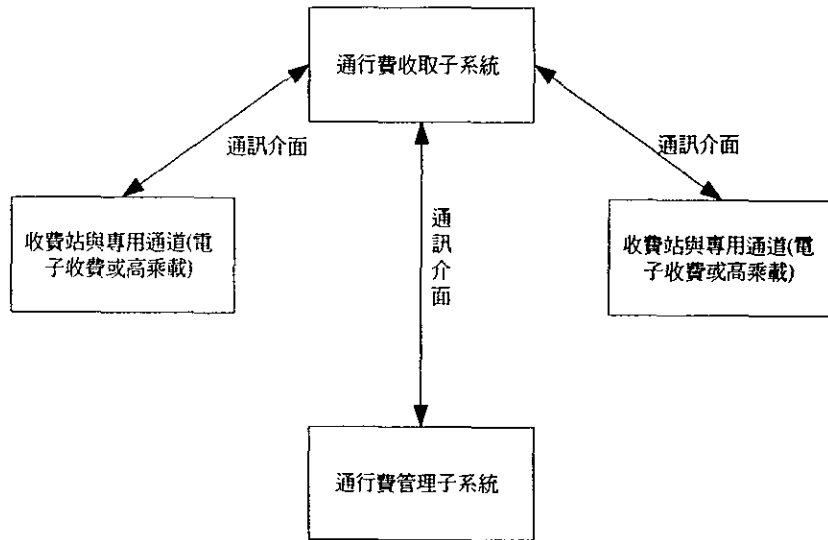 通行費收取子系統
通訊介面
通訊介面
收費站與專用通道(電
子收費或高乘載)
通訊介面
收費站與專用通道(電
子收費或高乘載)
通行費管理子系統